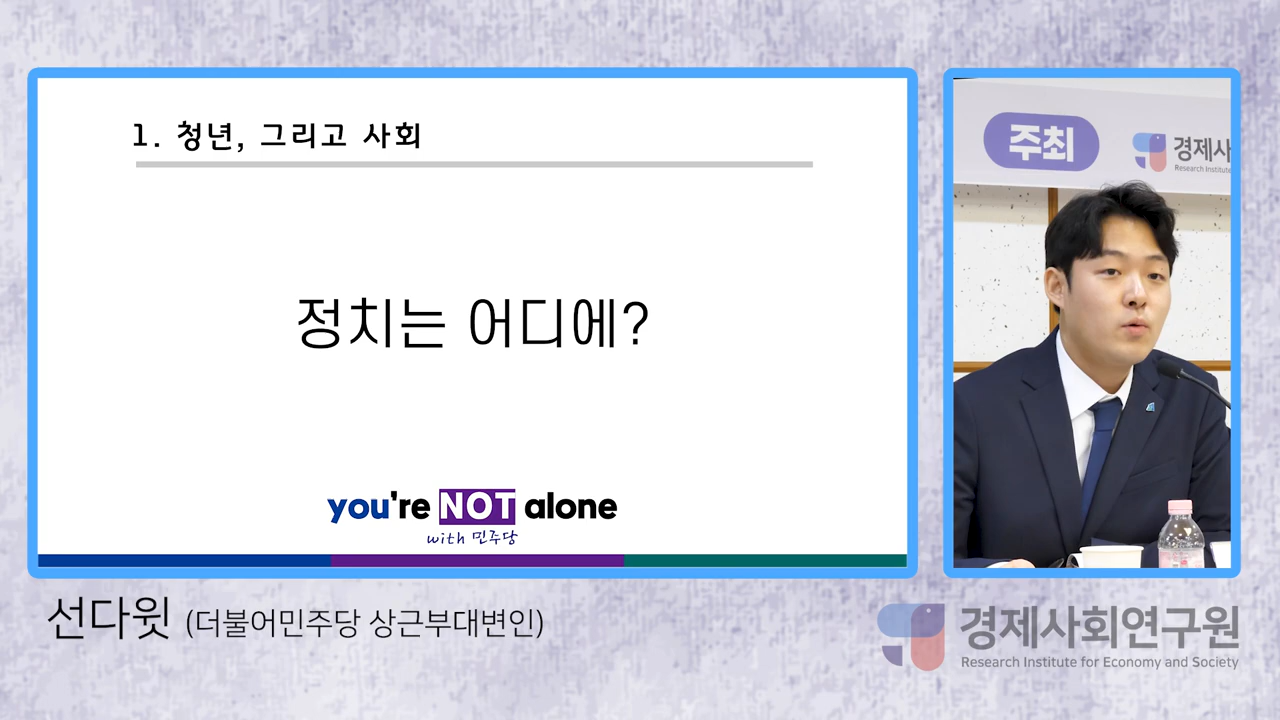 1. 청년, 그리고 사회
정치는 어디에?
you're NOT alone
with 민주당
주최
경제사
Research Institute
선다윗 (더불어민주당 상근부대변인)
경제사회연구원
Research Institute for Economy and Society